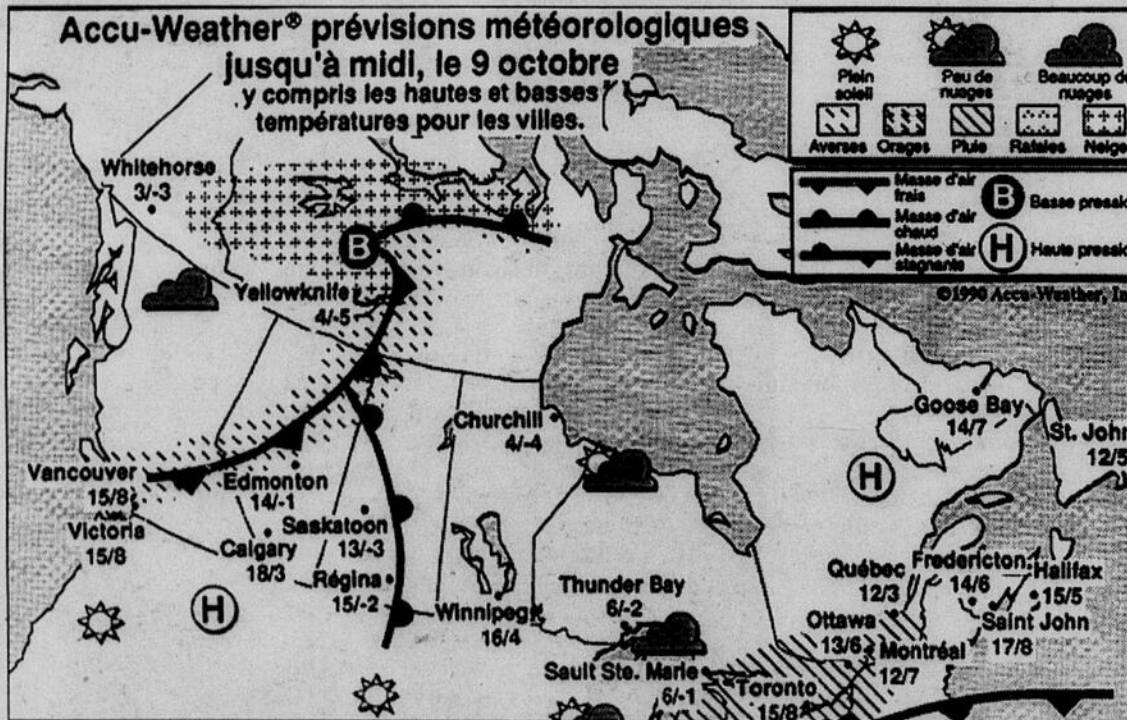 Accu-Weather® prévisions météorologiques
jusqu'à midi, le 9 octobre
y compris les hautes et basses
températures pour les villes.
Plein
soleil
Peu de
nuages
Beaucoup de
nuages
Averses Orages Pluie Rafales Neige
Masse d'air
frais
Masse d'air
chaud
Masse d'air
stagnante
B Basse
H Haute
©1990 Accu-Weather,
Whitehorse
3/-3
B
Yellowknife
4/-5
Churchill
4/-4
Goose Bay
14/7
St. John
12/5
H
Vancouver
15/8
Victoria
15/8
Edmonton
14/-1
Calgary
18/3
Saskatoon
13/-3
Régina
15/-2
H
Winnipeg
16/4
Thunder Bay
6/-2
Sault Ste. Marie
6/-1
Toronto
15/8
Québec
12/3
Ottawa
13/6
Montréal
12/7
Fredericton
14/6
Halifax
15/5
Saint John
17/8